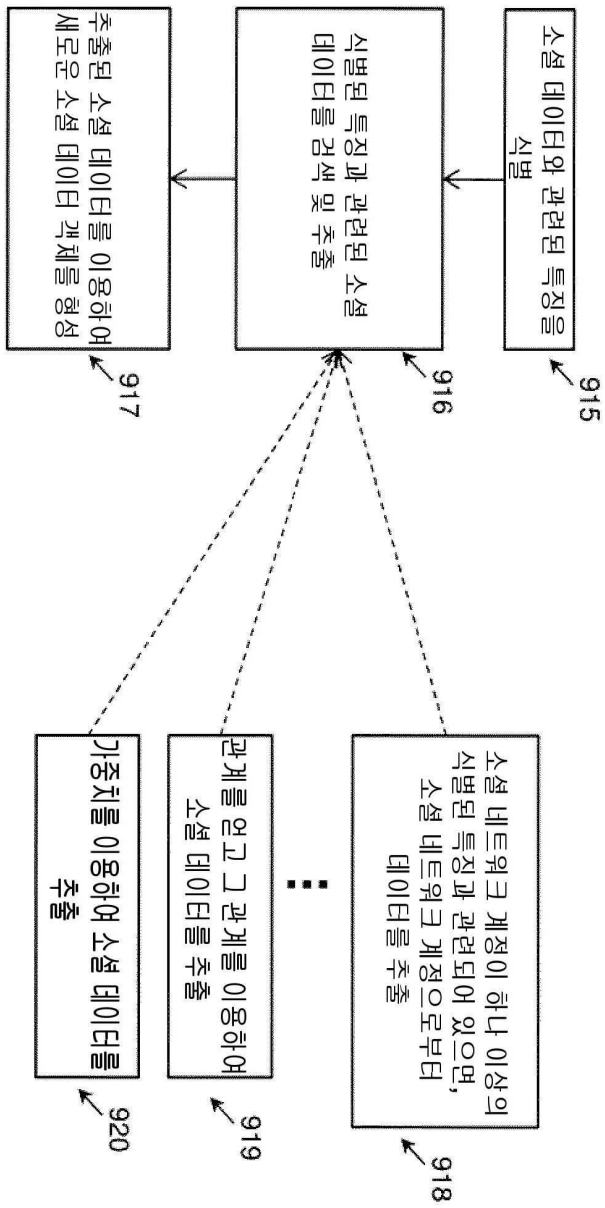 소셜 데이터와 관련된 특징을
식별
915
식별된 특징과 관련된 소셜
데이터를 검색 및 추출
916
추출된 소셜 데이터를 이용하여
새로운 소셜 데이터 객체를 형성
917
소셜 네트워크 계정이 하나 이상의
식별된 특징과 관련되어 있으면,
소셜 네트워크 계정으로부터
데이터를 추출
918
관계를 얻고 그 관계를 이용하여
소셜 데이터를 추출
919
가중치를 이용하여 소셜 데이터를
추출
920